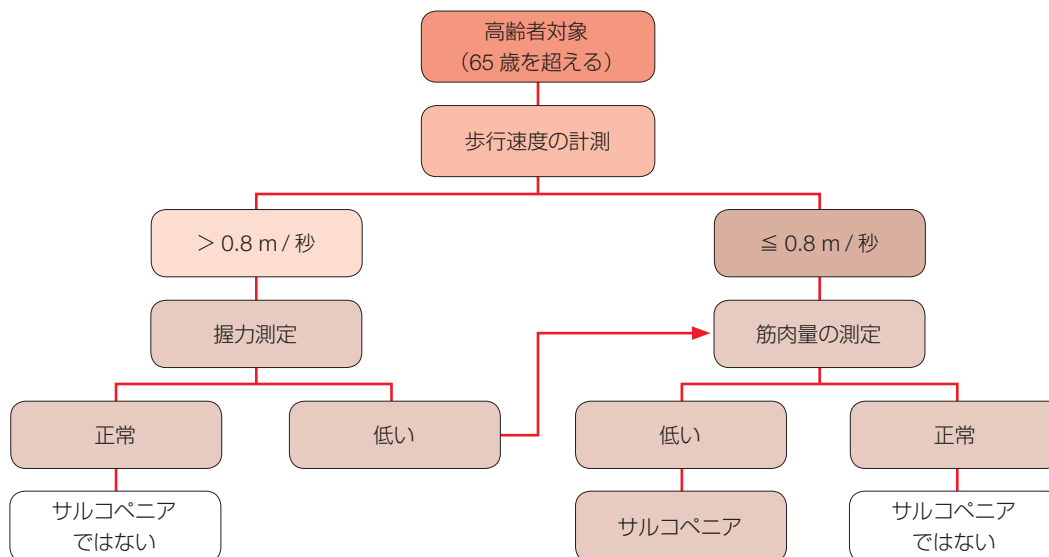 高齢者対象
（65 歳を超える）
歩行速度の計測
＞ 0.8 m / 秒
≦ 0.8 m / 秒
握力測定
筋肉量の測定
正常
低い
低い
正常
サルコペニア
ではない
サルコペニア
サルコペニア
ではない